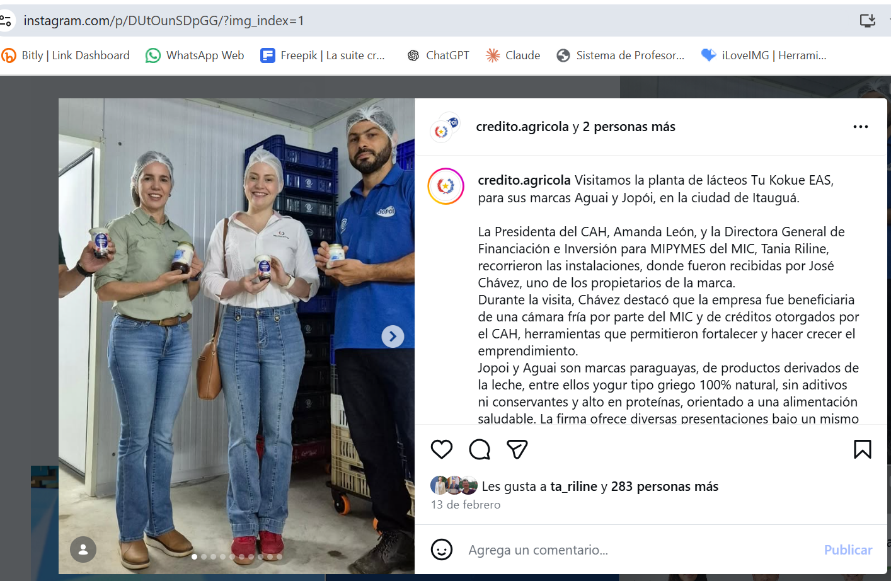 instagram.com/p/DUtOunSDpGG/?img_index=1
Bitly | Link Dashboard
WhatsApp Web
Freepik | La suite cr...
ChatGPT
Claude
Sistema de Profesor...
iLoveIMG | Herrami...
credito.agricola y 2 personas más
credito.agricola Visitamos la planta de lácteos Tu Kokue EAS,
para sus marcas Aguai y Jopói, en la ciudad de Itauguá.
La Presidenta del CAH, Amanda León, y la Directora General de
Financiación e Inversión para MIPYMES del MIC, Tania Riline,
recorrieron las instalaciones, donde fueron recibidas por José
Chávez, uno de los propietarios de la marca.
Durante la visita, Chávez destacó que la empresa fue beneficiaria
de una cámara fría por parte del MIC y de créditos otorgados por
el CAH, herramientas que permitieron fortalecer y hacer crecer el
emprendimiento.
Jopoi y Aguai son marcas paraguayas, de productos derivados de
la leche, entre ellos yogur tipo griego 100% natural, sin aditivos
ni conservantes y alto en proteínas, orientado a una alimentación
saludable. La firma ofrece diversas presentaciones bajo un mismo
Les gusta a ta_riline y 283 personas más
13 de febrero
Agrega un comentario...
Publicar